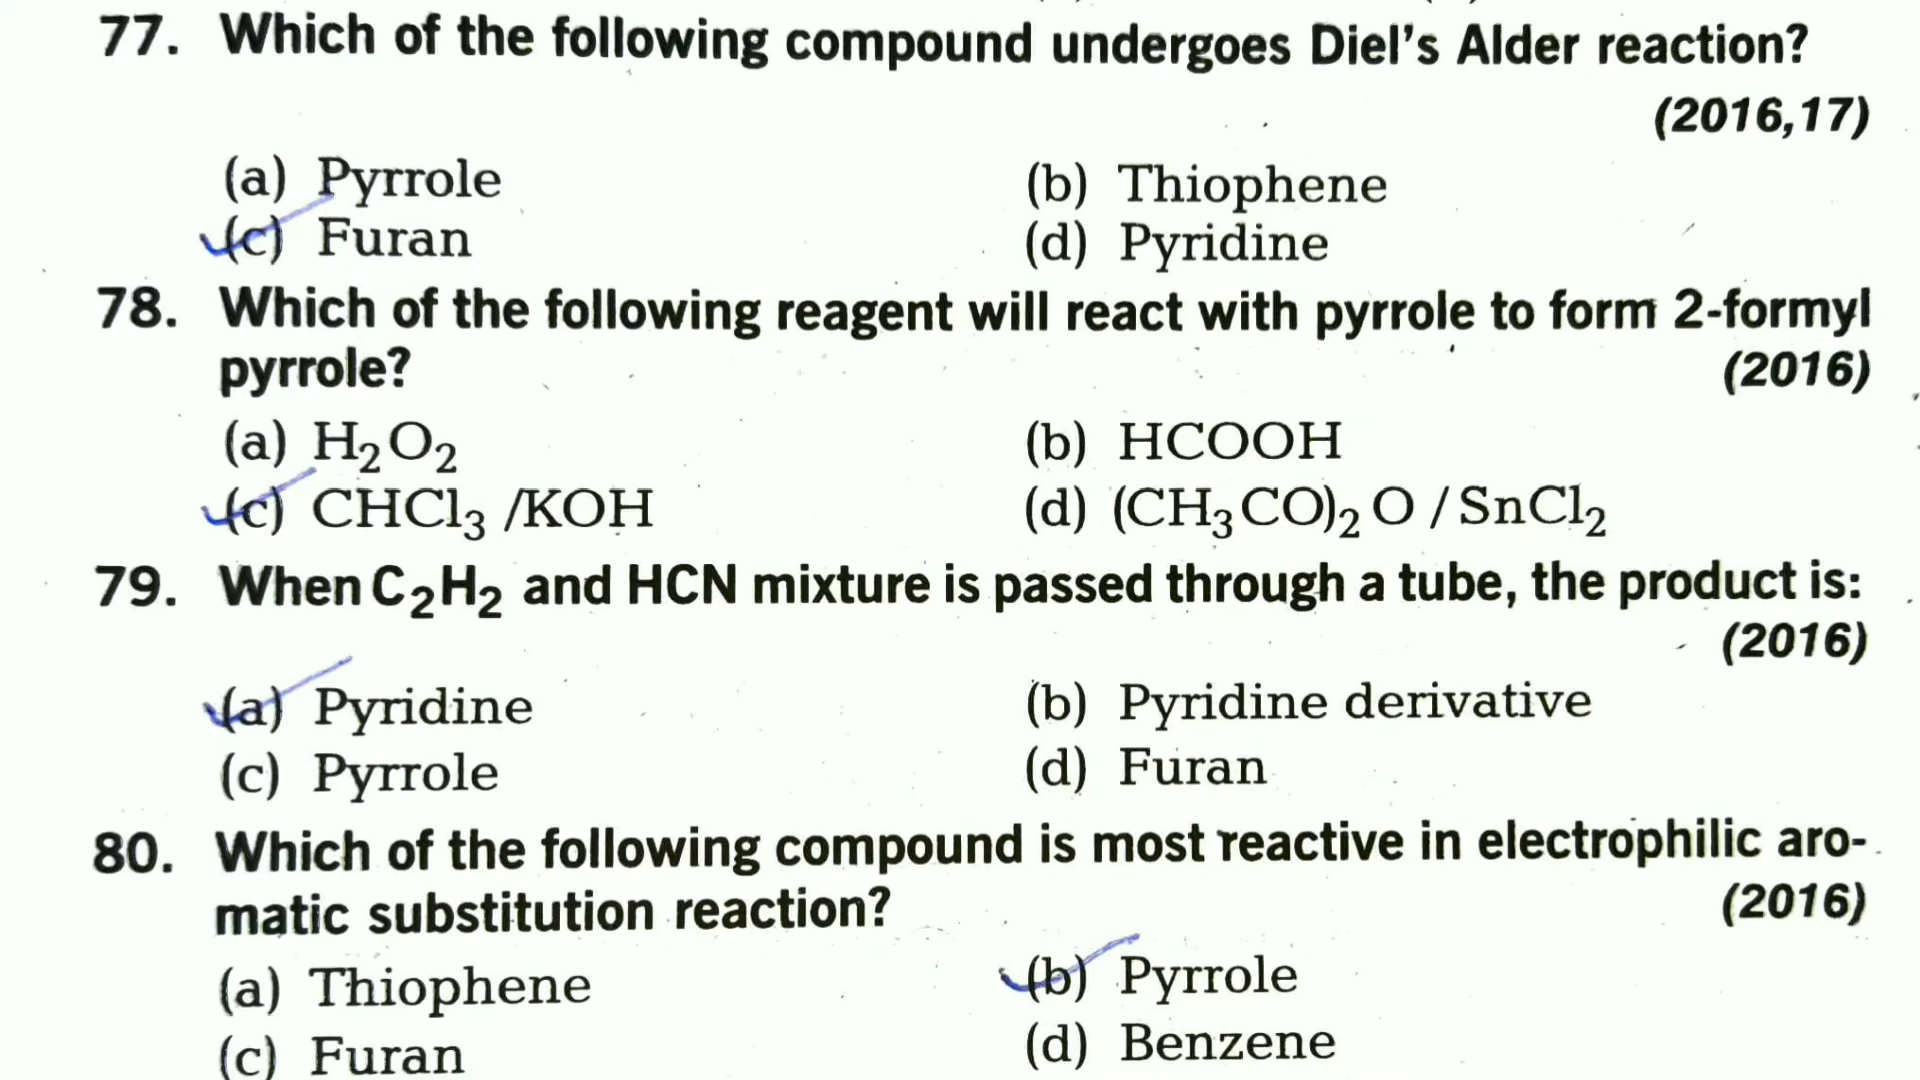 77. Which of the following compound undergoes Diel's Alder reaction?
(2016,17)
(a) Pyrrole (b) Thiophene
(c) Furan (d) Pyridine
78. Which of the following reagent will react with pyrrole to form 2-formyl
pyrrole? (2016)
(a) H₂O₂ (b) HCOOH
(c) CHCl₃ /KOH (d) (CH₃CO)₂O / SnCl₂
79. When C₂H₂ and HCN mixture is passed through a tube, the product is:
(2016)
(a) Pyridine (b) Pyridine derivative
(c) Pyrrole (d) Furan
80. Which of the following compound is most reactive in electrophilic aro-
matic substitution reaction? (2016)
(a) Thiophene (b) Pyrrole
(c) Furan (d) Benzene